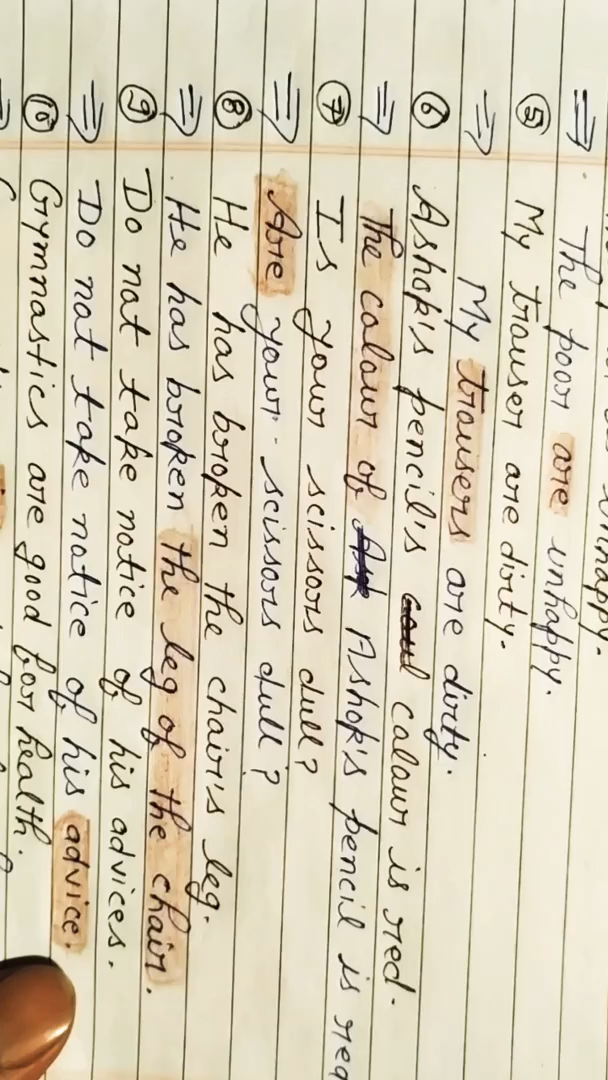 unhappy.
⇒ The poor are unhappy.
⑤ My trouser are dirty.
⇒ My trousers are dirty.
⑥ Ashok's pencil's colour is red.
⇒ The colour of Ashok's pencil is red
⑦ Is your scissors dull?
⇒ Are your scissors dull?
⑧ He has broken the chair's leg.
⇒ He has broken the leg of the chair.
⑨ Do not take notice of his advices.
⇒ Do not take notice of his advice.
⑩ Gymnastics are good for health.